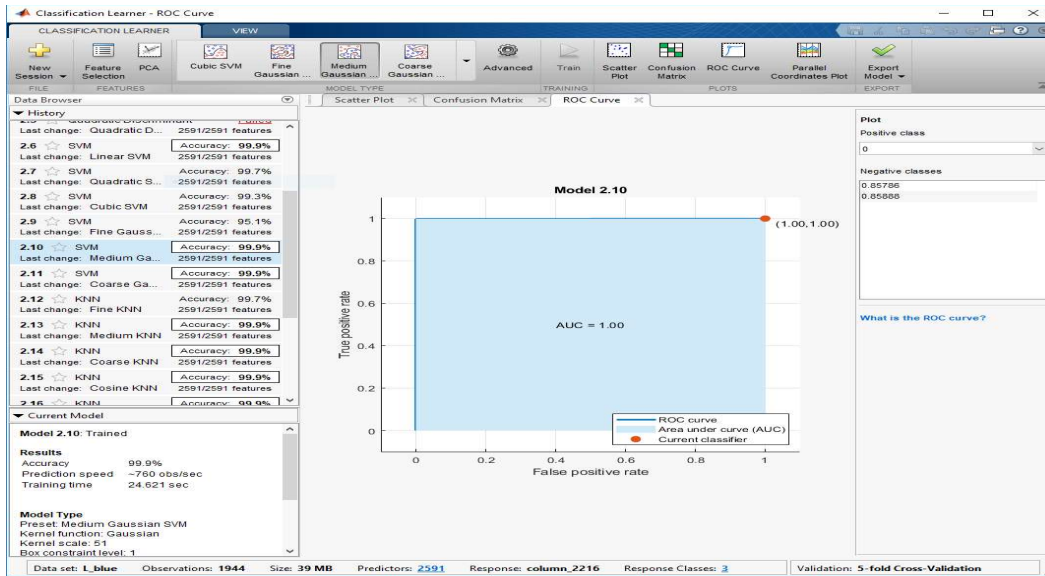 Classification Learner - ROC Curve
CLASSIFICATION LEARNER VIEW
New Session
Feature Selection
PCA
Cubic SVM
Fine Gaussian ...
Medium Gaussian ...
Coarse Gaussian ...
Advanced
Train
Scatter Plot
Confusion Matrix
ROC Curve
Parallel Coordinates Plot
Export Model
FILE FEATURES MODEL TYPE TRAINING PLOTS EXPORT
Data Browser
Scatter Plot Confusion Matrix ROC Curve
History
Last change: Quadratic D... 2591/2591 features
2.6 SVM Accuracy: 99.9%
Last change: Linear SVM 2591/2591 features
2.7 SVM Accuracy: 99.7%
Last change: Quadratic S... 2591/2591 features
2.8 SVM Accuracy: 99.3%
Last change: Cubic SVM 2591/2591 features
2.9 SVM Accuracy: 95.1%
Last change: Fine Gauss... 2591/2591 features
2.10 SVM Accuracy: 99.9%
Last change: Medium Ga... 2591/2591 features
2.11 SVM Accuracy: 99.9%
Last change: Coarse Ga... 2591/2591 features
2.12 KNN Accuracy: 99.7%
Last change: Fine KNN 2591/2591 features
2.13 KNN Accuracy: 99.9%
Last change: Medium KNN 2591/2591 features
2.14 KNN Accuracy: 99.9%
Last change: Coarse KNN 2591/2591 features
2.15 KNN Accuracy: 99.9%
Last change: Cosine KNN 2591/2591 features
2.16 KNN Accuracy: 99.9%
Current Model
Model 2.10: Trained
Results
Accuracy 99.9%
Prediction speed ~760 obs/sec
Training time 24.621 sec
Model Type
Preset: Medium Gaussian SVM
Kernel function: Gaussian
Kernel scale: 51
Box constraint level: 1
Model 2.10
1
0.8
0.6
0.4
0.2
0
True positive rate
(1.00,1.00)
AUC = 1.00
ROC curve
Area under curve (AUC)
Current classifier
0 0.2 0.4 0.6 0.8 1
False positive rate
Plot
Positive class
0
Negative classes
0.85786
0.85888
What is the ROC curve?
Data set: L_blue Observations: 1944 Size: 39 MB Predictors: 2591 Response: column_2216 Response Classes: 3 Validation: 5-fold Cross-Validation